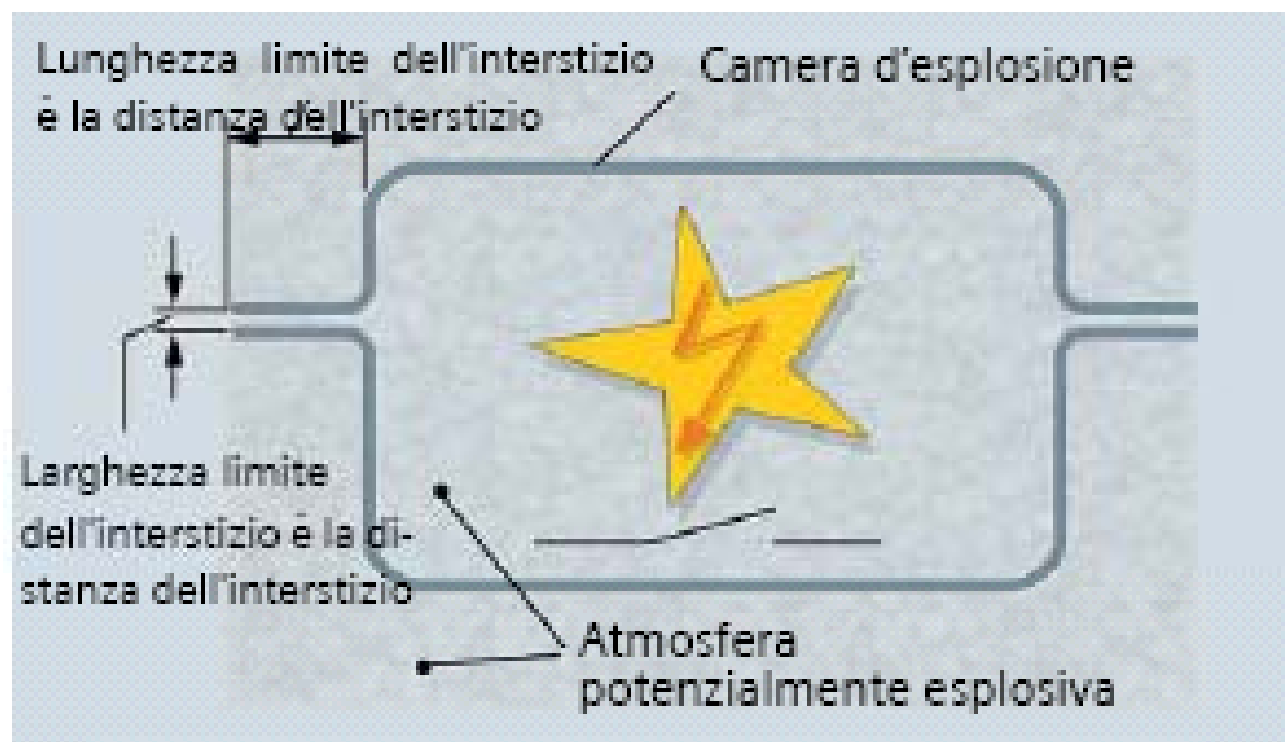 Lunghezza limite dell'interstizio
è la distanza dell'interstizio
Camera d'esplosione
Larghezza limite
dell'interstizio è la di-
stanza dell'interstizio
Atmosfera
potenzialmente esplosiva